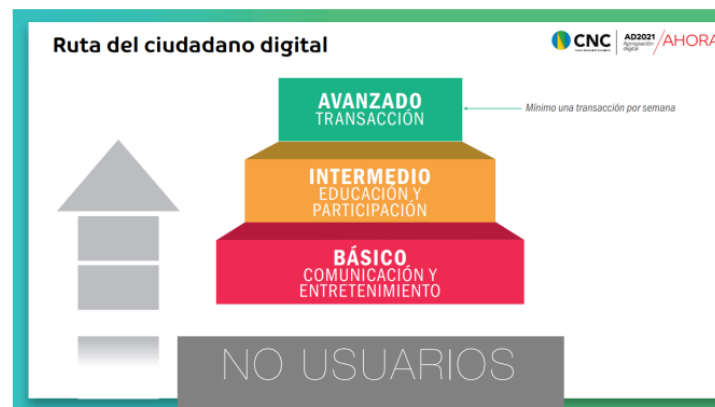 Ruta del ciudadano digital
CNC
AD2021
Apropiación
digital
/AHORA
AVANZADO
TRANSACCIÓN
Mínimo una transacción por semana
INTERMEDIO
EDUCACIÓN Y
PARTICIPACIÓN
BÁSICO
COMUNICACIÓN Y
ENTRETENIMIENTO
NO USUARIOS